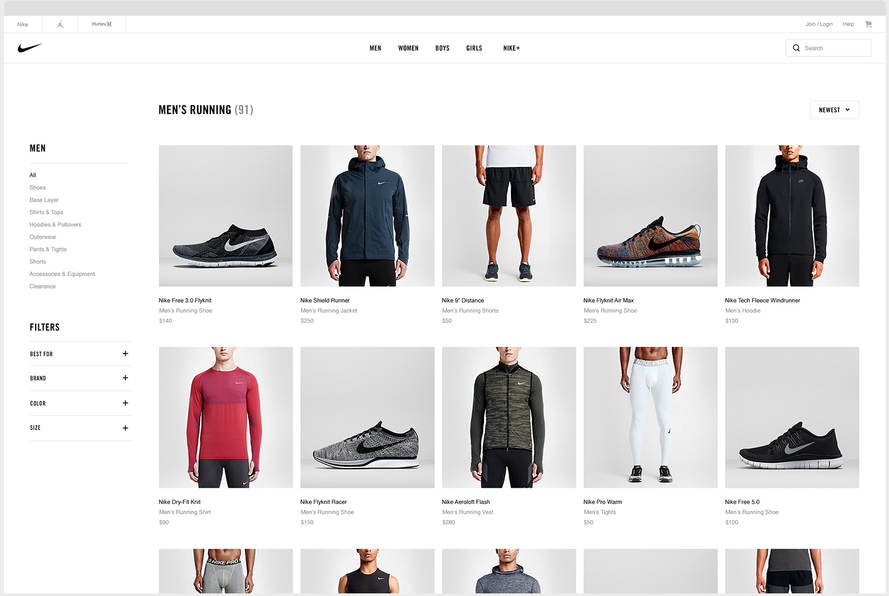 Nike
Hurley
Join / Login
Help
MEN
WOMEN
BOYS
GIRLS
NIKE+
Search
MEN'S RUNNING (91)
NEWEST
MEN
All
Shoes
Base Layer
Shirts & Tops
Hoodies & Pullovers
Outerwear
Pants & Tights
Shorts
Accessories & Equipment
Clearance
FILTERS
BEST FOR
BRAND
COLOR
SIZE
Nike Free 3.0 Flyknit
Men's Running Shoe
$140
Nike Shield Runner
Men's Running Jacket
$250
Nike 9" Distance
Men's Running Shorts
$50
Nike Flyknit Air Max
Men's Running Shoe
$225
Nike Tech Fleece Windrunner
Men's Hoodie
$130
Nike Dry-Fit Knit
Men's Running Shirt
$90
Nike Flyknit Racer
Men's Running Shoe
$150
Nike Aeroloft Flash
Men's Running Vest
$280
Nike Pro Warm
Men's Tights
$50
Nike Free 5.0
Men's Running Shoe
$100
NIKE PRO